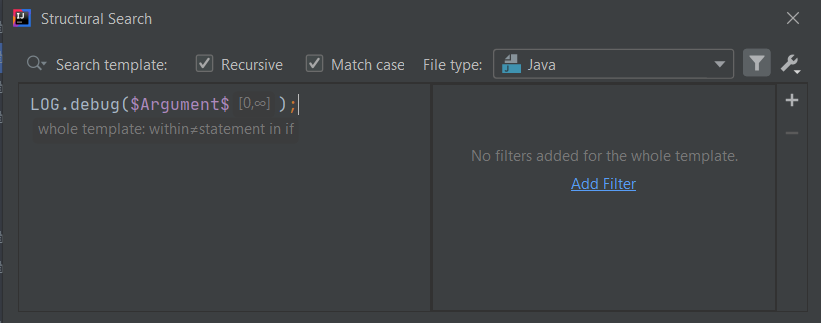 IJ
Structural Search
Search template:
Recursive
Match case
File type:
Java
LOG.debug($Argument$ [0,∞] );
whole template: within≠statement in if
No filters added for the whole template.
Add Filter